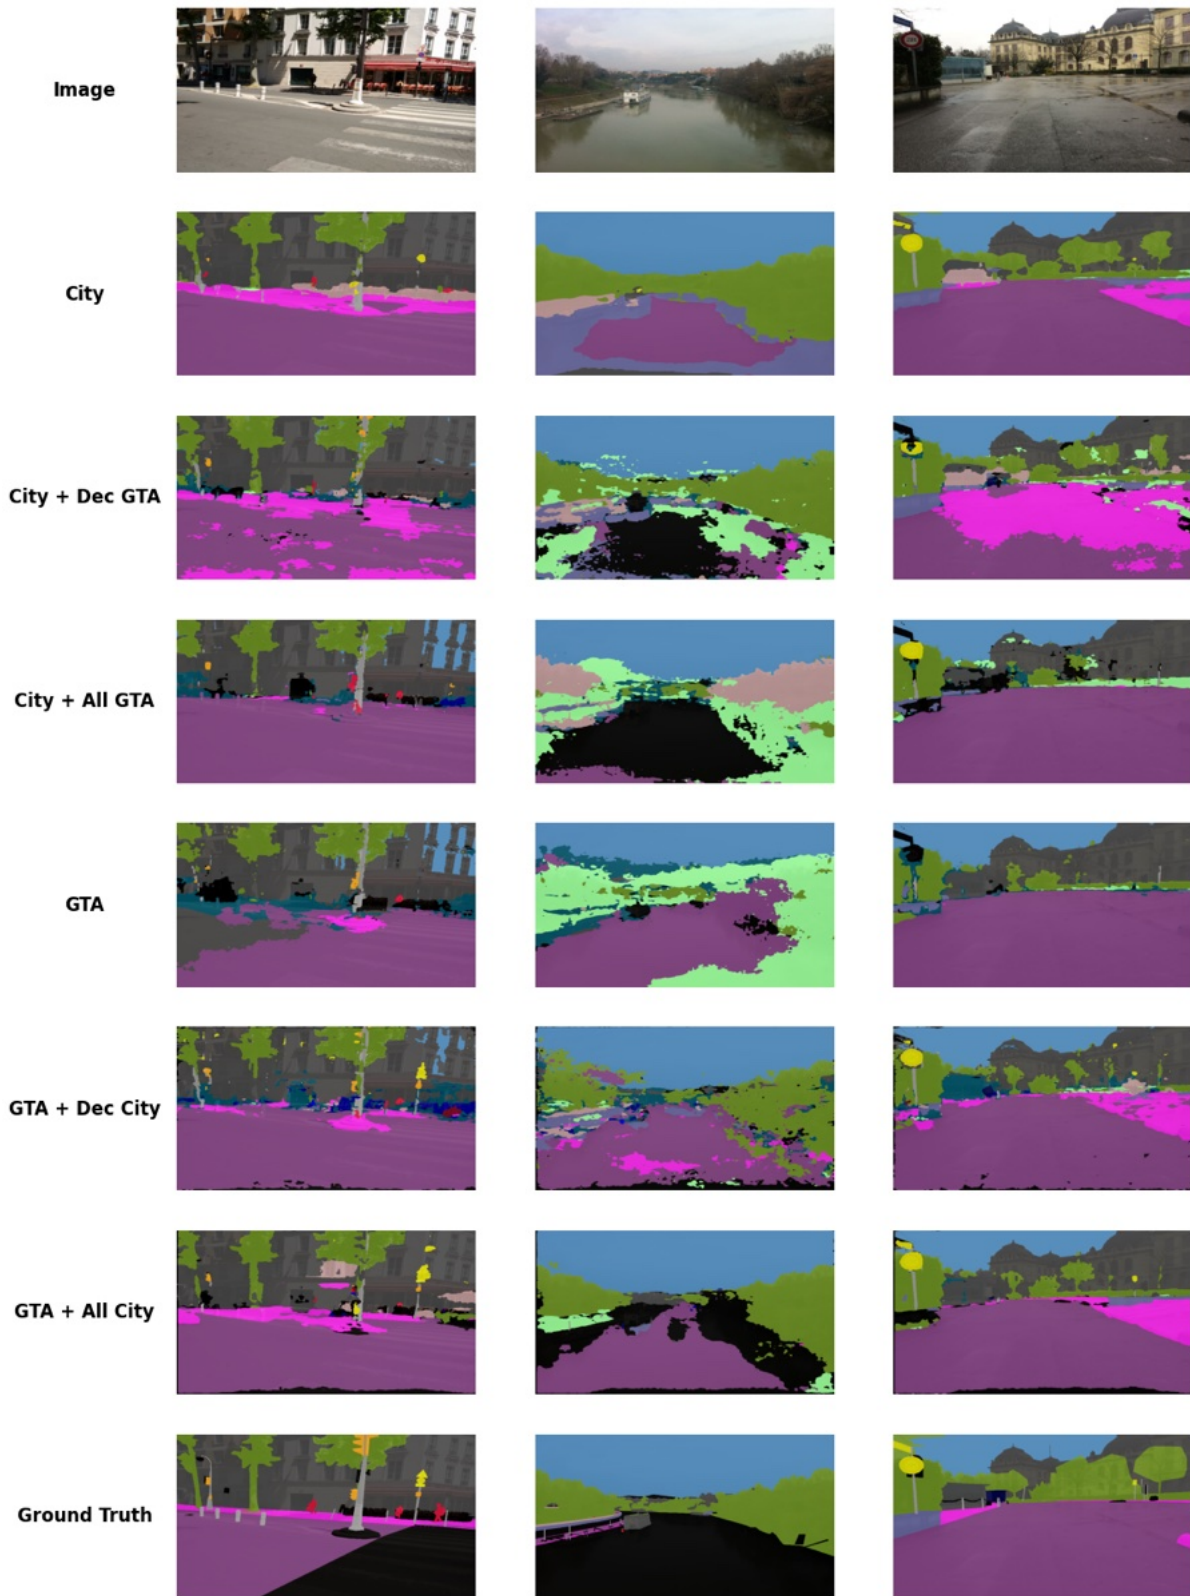 Image
City
City + Dec GTA
City + All GTA
GTA
GTA + Dec City
GTA + All City
Ground Truth